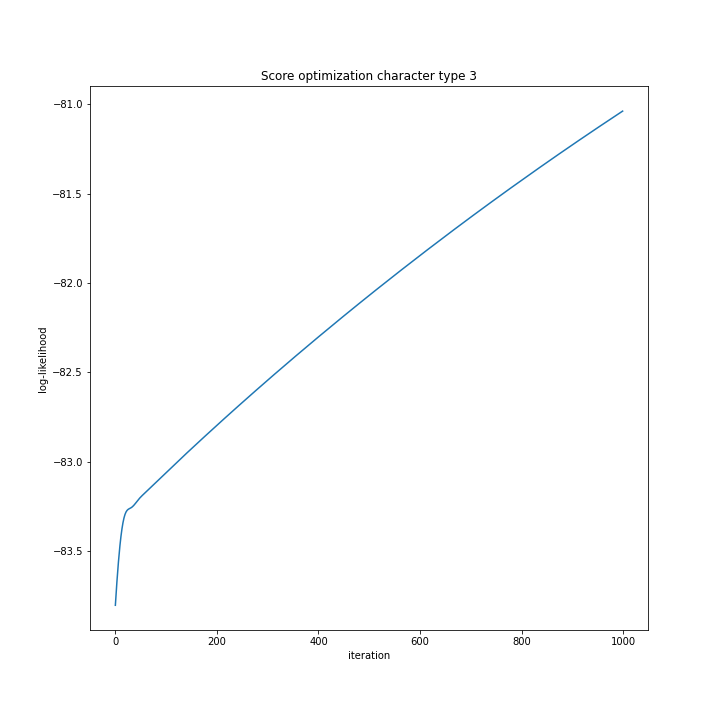 Score optimization character type 3
−81.0
−81.5
−82.0
−82.5
−83.0
−83.5
log-likelihood
0 200 400 600 800 1000
iteration